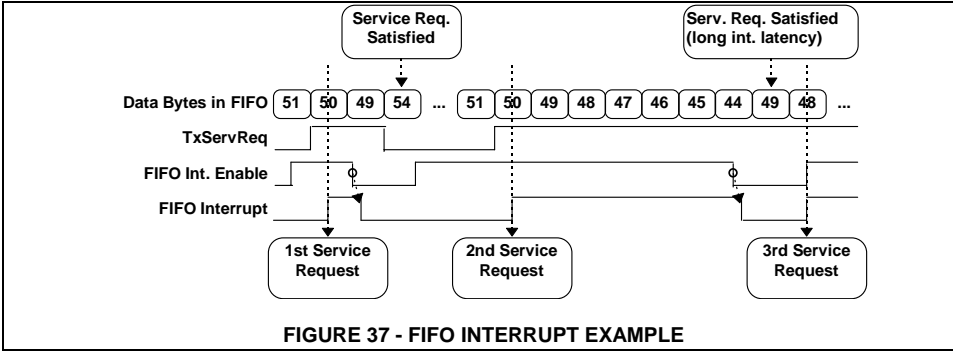 Service Req.
Satisfied
Serv. Req. Satisfied
(long int. latency)
Data Bytes in FIFO 51 50 49 54 ... 51 50 49 48 47 46 45 44 49 48 ...
TxServReq
FIFO Int. Enable
FIFO Interrupt
1st Service
Request
2nd Service
Request
3rd Service
Request
FIGURE 37 - FIFO INTERRUPT EXAMPLE